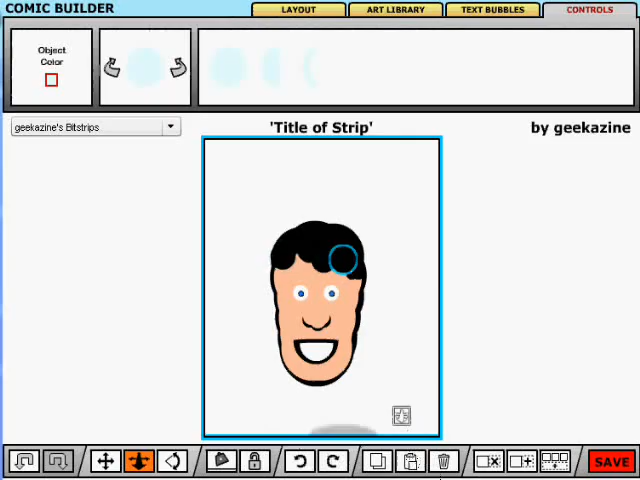 COMIC BUILDER
LAYOUT
ART LIBRARY
TEXT BUBBLES
CONTROLS
Object
Color
geekazine's Bitstrips
'Title of Strip'
by geekazine
SAVE